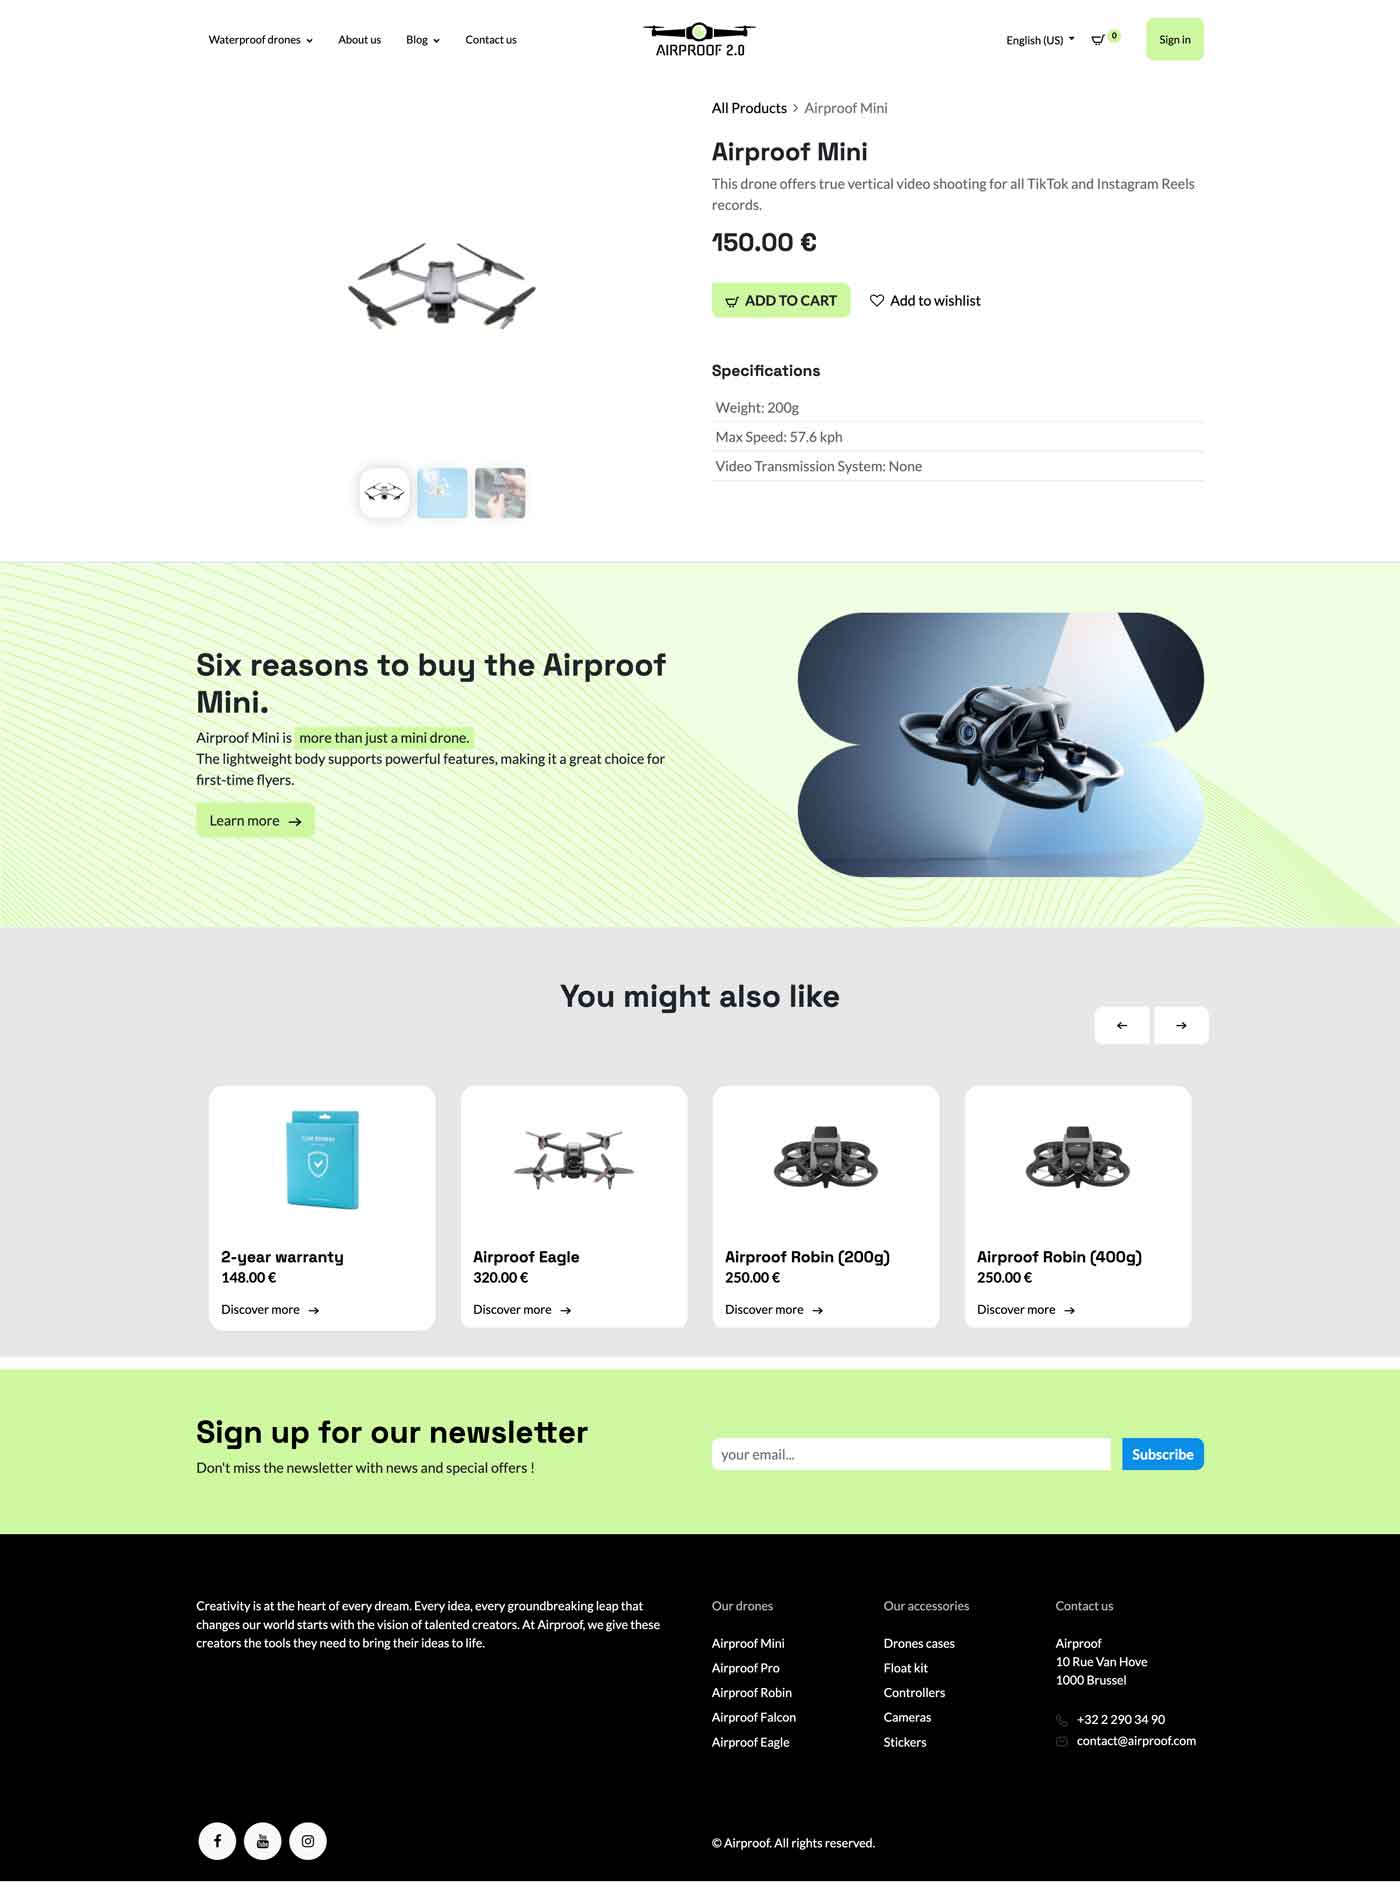 Waterproof drones
About us
Blog
Contact us
AIRPROOF 2.0
English (US)
0
Sign in
All Products > Airproof Mini
Airproof Mini
This drone offers true vertical video shooting for all TikTok and Instagram Reels
records.
150.00 €
ADD TO CART
Add to wishlist
Specifications
Weight: 200g
Max Speed: 57.6 kph
Video Transmission System: None
Six reasons to buy the Airproof
Mini.
Airproof Mini is more than just a mini drone.
The lightweight body supports powerful features, making it a great choice for
first-time flyers.
Learn more →
You might also like
← →
2-year warranty
148.00 €
Discover more →
Airproof Eagle
320.00 €
Discover more →
Airproof Robin (200g)
250.00 €
Discover more →
Airproof Robin (400g)
250.00 €
Discover more →
Sign up for our newsletter
Don't miss the newsletter with news and special offers !
your email...
Subscribe
Creativity is at the heart of every dream. Every idea, every groundbreaking leap that
changes our world starts with the vision of talented creators. At Airproof, we give these
creators the tools they need to bring their ideas to life.
Our drones
Airproof Mini
Airproof Pro
Airproof Robin
Airproof Falcon
Airproof Eagle
Our accessories
Drones cases
Float kit
Controllers
Cameras
Stickers
Contact us
Airproof
10 Rue Van Hove
1000 Brussel
+32 2 290 34 90
contact@airproof.com
© Airproof. All rights reserved.